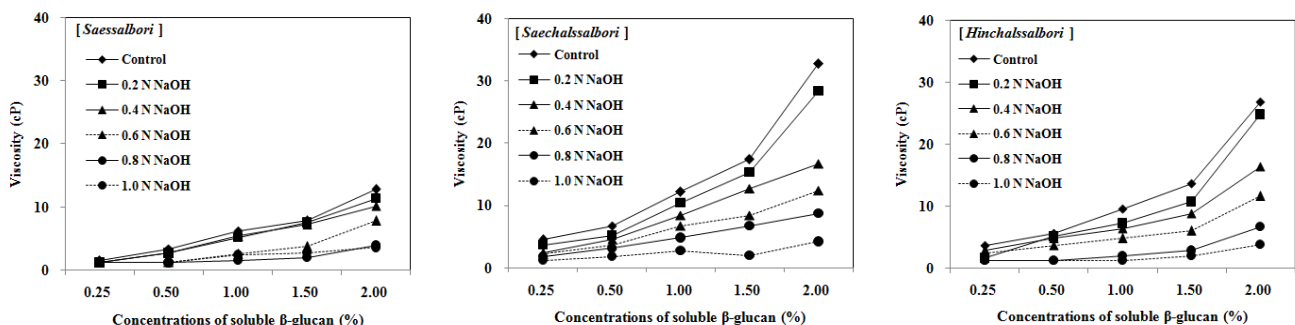 [ Saessalbori ]
Viscosity (cP)
40
30
20
10
0
Control
0.2 N NaOH
0.4 N NaOH
0.6 N NaOH
0.8 N NaOH
1.0 N NaOH
0.25 0.50 1.00 1.50 2.00
Concentrations of soluble β-glucan (%)
[ Saechalssalbori ]
Viscosity (cP)
40
30
20
10
0
Control
0.2 N NaOH
0.4 N NaOH
0.6 N NaOH
0.8 N NaOH
1.0 N NaOH
0.25 0.50 1.00 1.50 2.00
Concentrations of soluble β-glucan (%)
[ Hinchalssalbori ]
Viscosity (cP)
40
30
20
10
0
Control
0.2 N NaOH
0.4 N NaOH
0.6 N NaOH
0.8 N NaOH
1.0 N NaOH
0.25 0.50 1.00 1.50 2.00
Concentrations of soluble β-glucan (%)